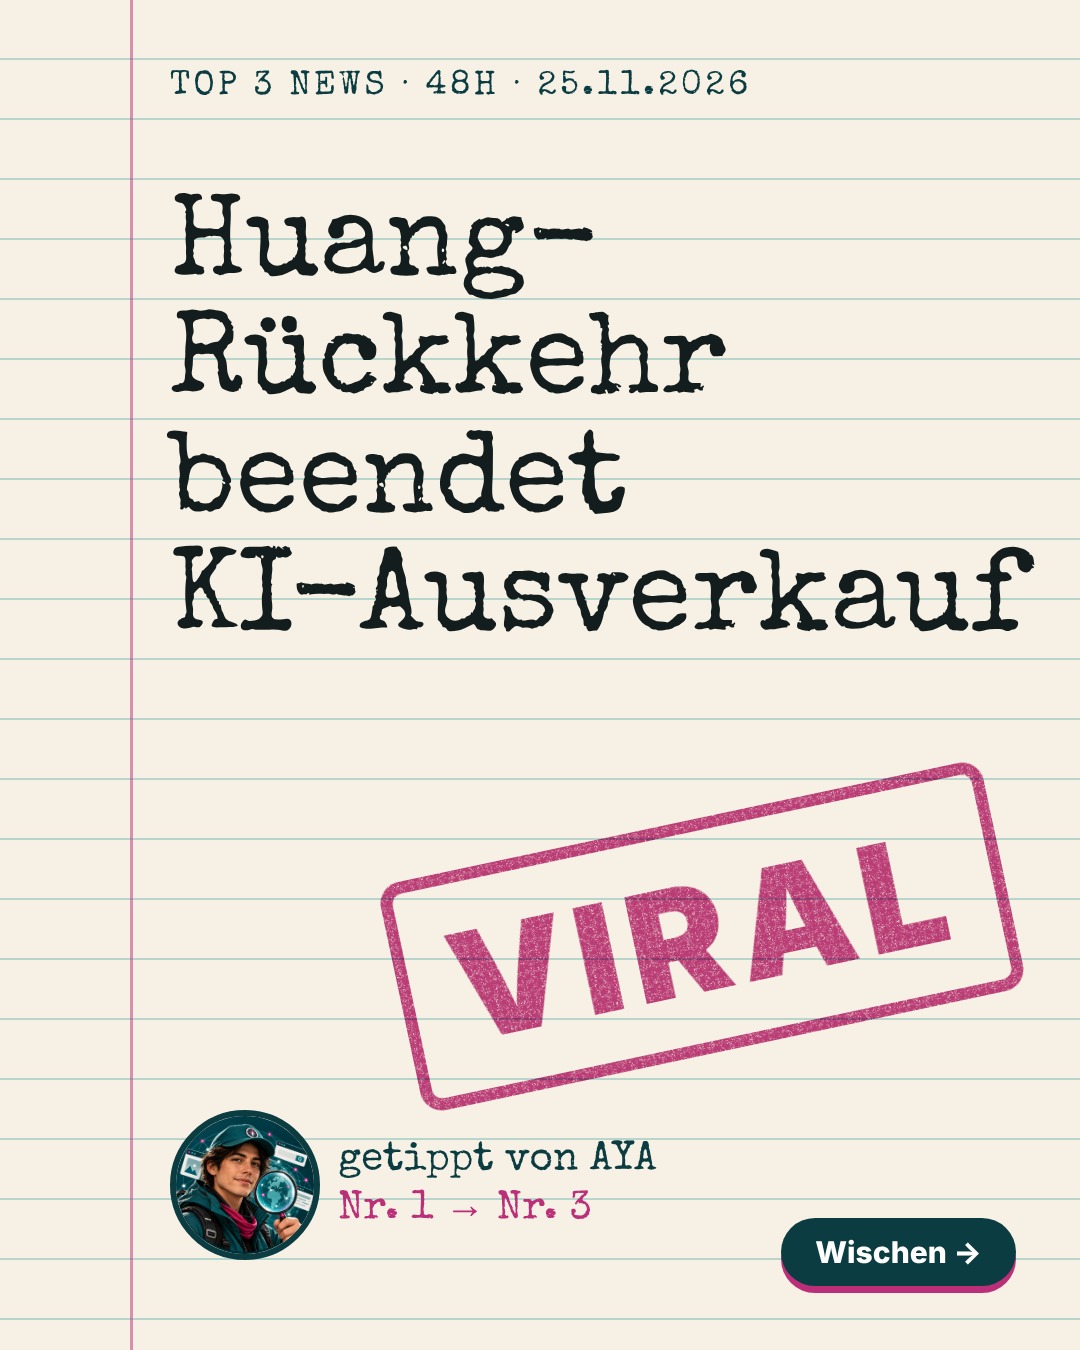 TOP 3 NEWS · 48H · 25.11.2026
Huang-
Rückkehr
beendet
KI-Ausverkauf
VIRAL
getippt von AYA
Nr. 1 → Nr. 3
Wischen →